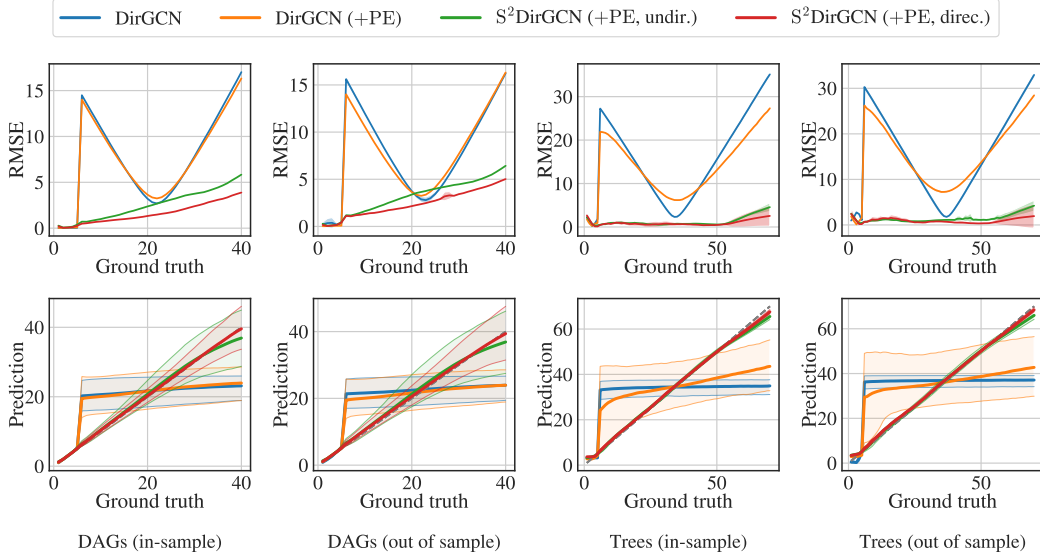 DirGCN DirGCN (+PE) S²DirGCN (+PE, undir.) S²DirGCN (+PE, direc.)
RMSE 15 10 5 0
0 20 40
Ground truth
RMSE 15 10 5 0
0 20 40
Ground truth
RMSE 30 20 10 0
0 50
Ground truth
RMSE 30 20 10 0
0 50
Ground truth
Prediction 40 20 0
0 20 40
Ground truth
Prediction 40 20 0
0 20 40
Ground truth
Prediction 60 40 20 0
0 50
Ground truth
Prediction 60 40 20 0
0 50
Ground truth
DAGs (in-sample) DAGs (out of sample) Trees (in-sample) Trees (out of sample)